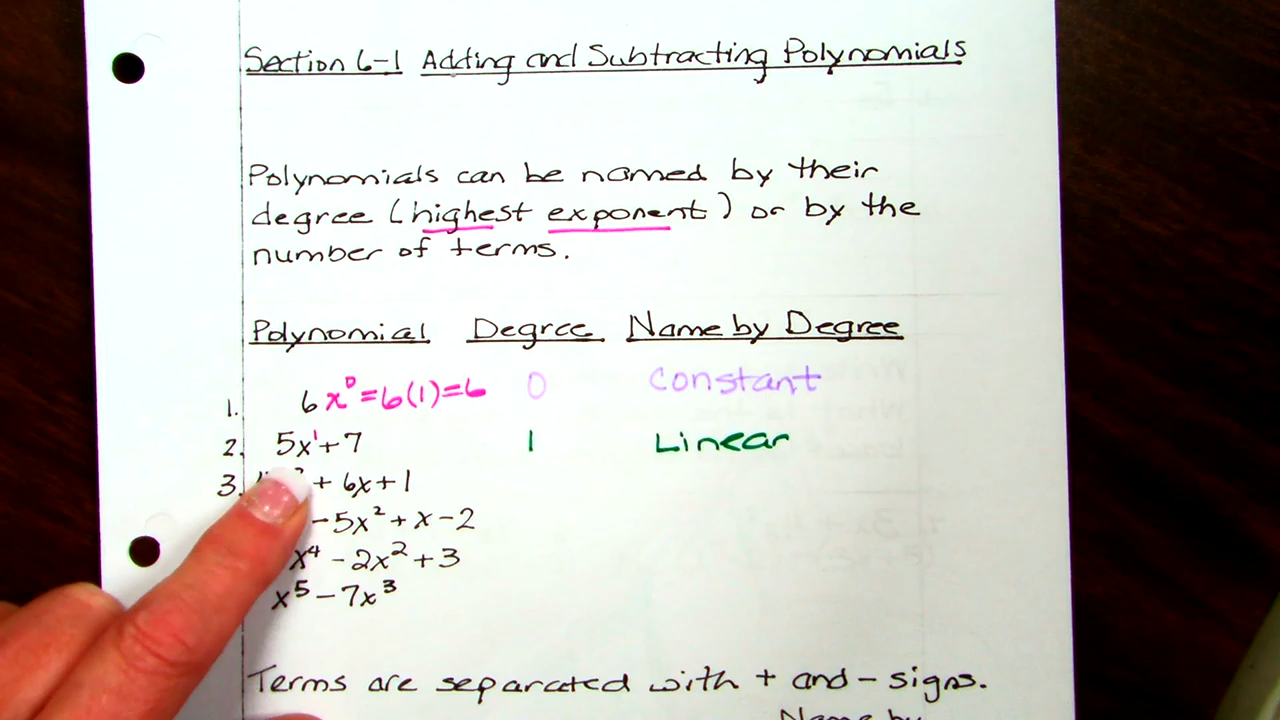 Section 6-1 Adding and Subtracting Polynomials
Polynomials can be named by their
degree (highest exponent) or by the
number of terms.
Polynomial Degree Name by Degree
1. 6x⁰=6(1)=6 0 constant
2. 5x¹+7 1 Linear
3. + 6x+1
-5x²+x-2
x⁴-2x²+3
x⁵-7x³
Terms are separated with + and - signs.
Name by